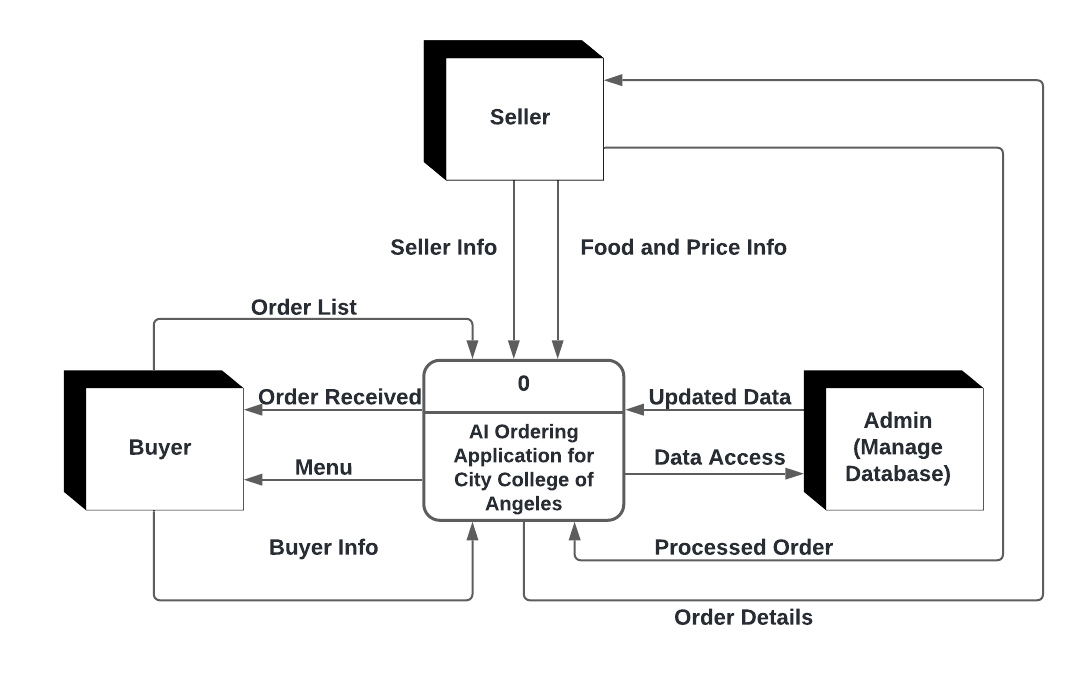 Seller
Seller Info
Food and Price Info
Order List
0
Order Received
Updated Data
Buyer
AI Ordering
Application for
City College of
Angeles
Admin
(Manage
Database)
Menu
Data Access
Buyer Info
Processed Order
Order Details